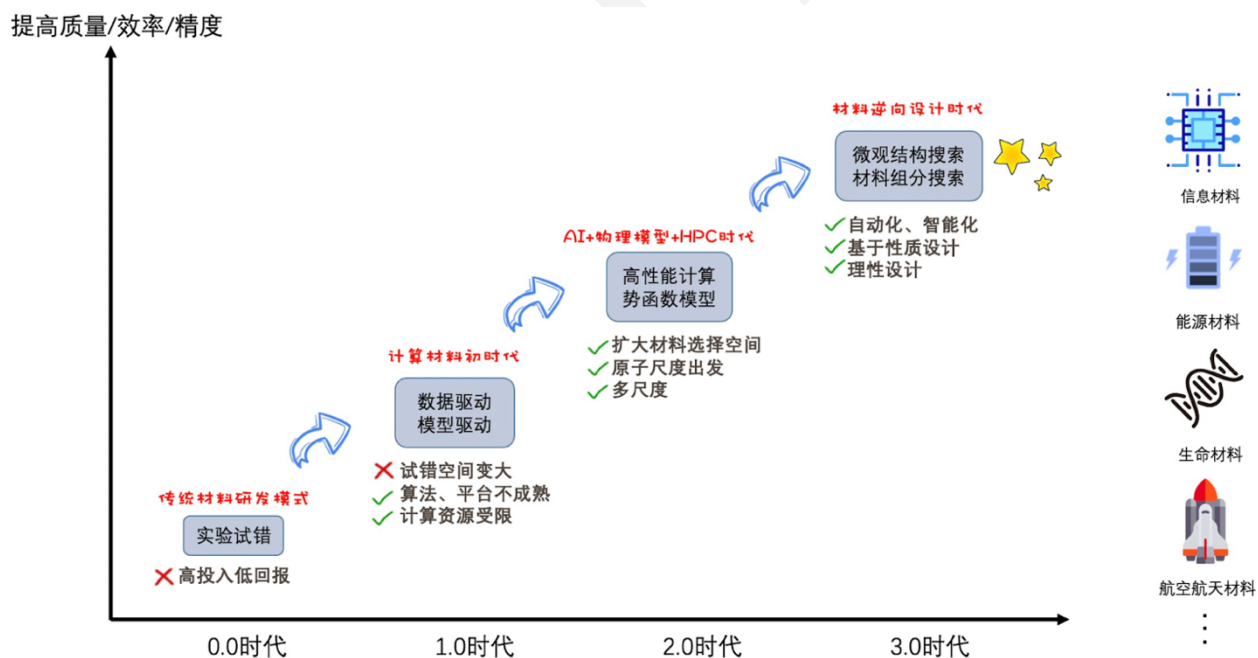 提高质量/效率/精度
材料逆向设计时代
微观结构搜索
材料组分搜索
自动化、智能化
基于性质设计
理性设计
AI+物理模型+HPC时代
高性能计算
势函数模型
扩大材料选择空间
原子尺度出发
多尺度
计算材料初时代
数据驱动
模型驱动
试错空间变大
算法、平台不成熟
计算资源受限
传统材料研发模式
实验试错
高投入低回报
0.0时代
1.0时代
2.0时代
3.0时代
信息材料
能源材料
生命材料
航空航天材料
⋮